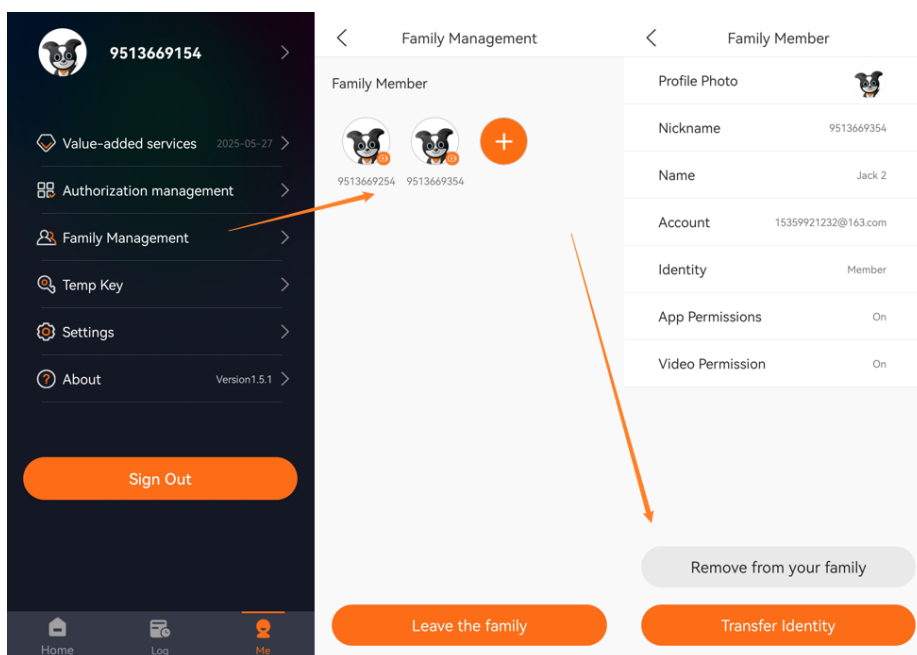 9513669154
Value-added services 2025-05-27
Authorization management
Family Management
Temp Key
Settings
About Version1.5.1
Sign Out
Home Log Me
Family Management
Family Member
9513669254 9513669354
Leave the family
Family Member
Profile Photo
Nickname 9513669354
Name Jack 2
Account 15359921232@163.com
Identity Member
App Permissions On
Video Permission On
Remove from your family
Transfer Identity